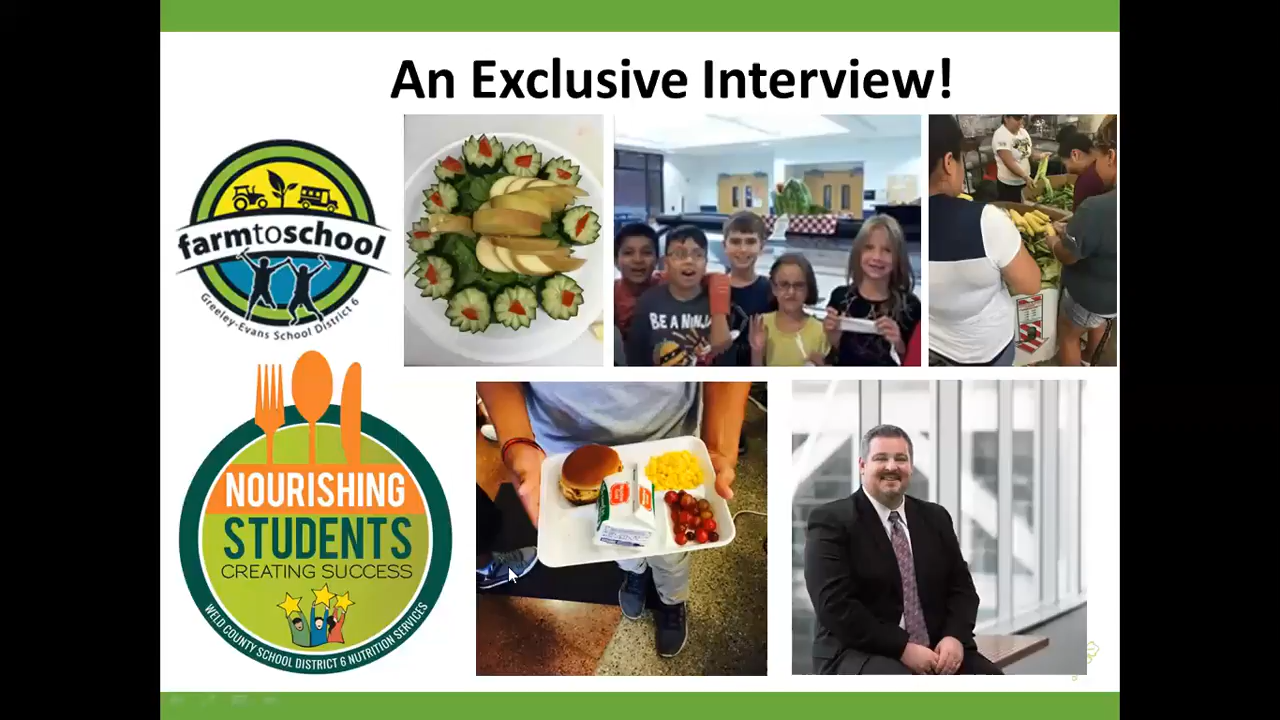 An Exclusive Interview!
farmtoschool
Greeley-Evans School District 6
BE A NINJA
NOURISHING
STUDENTS
CREATING SUCCESS
WELD COUNTY SCHOOL DISTRICT 6 NUTRITION SERVICES